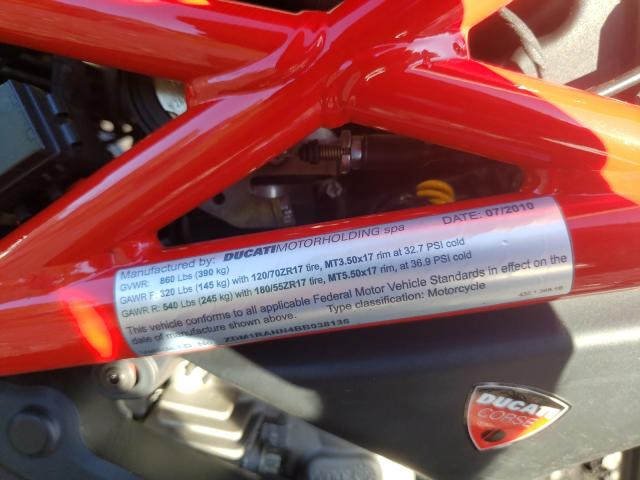 Manufactured by: DUCATIMOTORHOLDING spa DATE: 07/2010
GVWR: 860 Lbs (390 kg)
GAWR F: 320 Lbs (145 kg) with 120/70ZR17 tire, MT3.50x17 rim at 32.7 PSI cold
GAWR R: 540 Lbs (245 kg) with 180/55ZR17 tire, MT5.50x17, rim at 36.9 PSI cold
This vehicle conforms to all applicable Federal Motor Vehicle Standards in effect on the
date of manufacture shown above. Type classification: Motorcycle
ZDM1RAHN4BB038136
DUCATI
CORSE